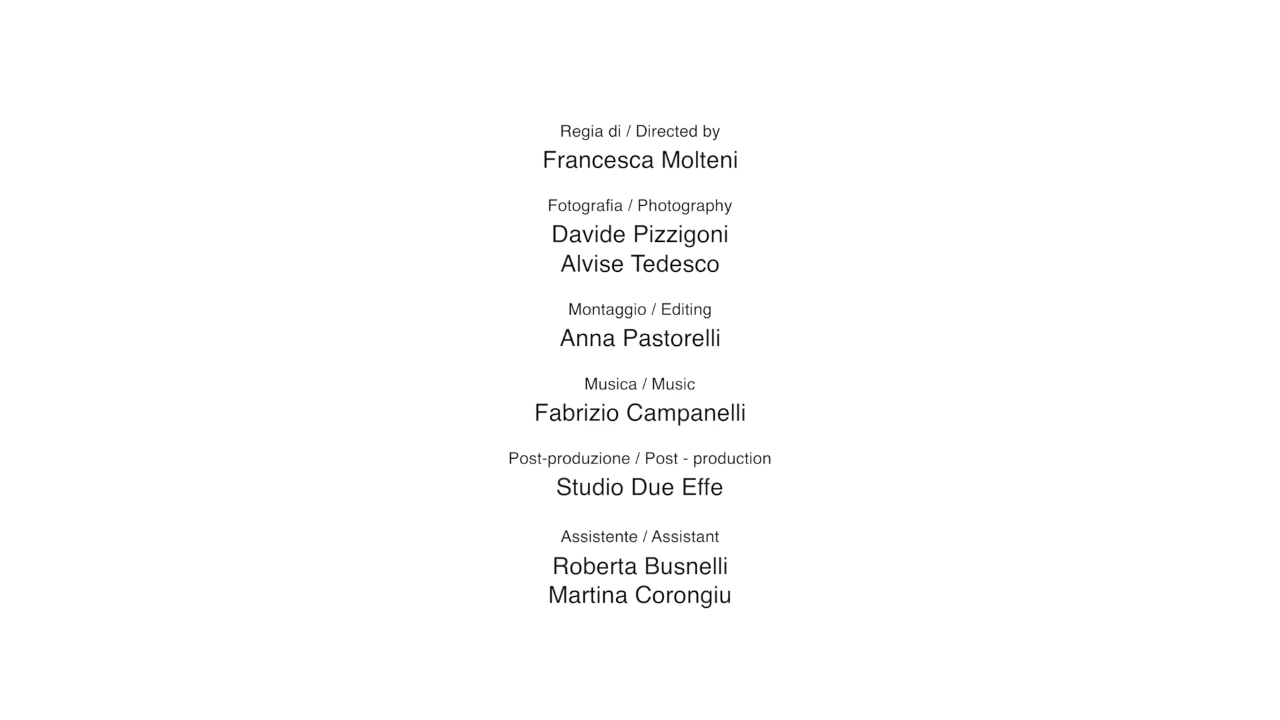 Regia di / Directed by
Francesca Molteni
Fotografia / Photography
Davide Pizzigoni
Alvise Tedesco
Montaggio / Editing
Anna Pastorelli
Musica / Music
Fabrizio Campanelli
Post-produzione / Post - production
Studio Due Effe
Assistente / Assistant
Roberta Busnelli
Martina Corongiu